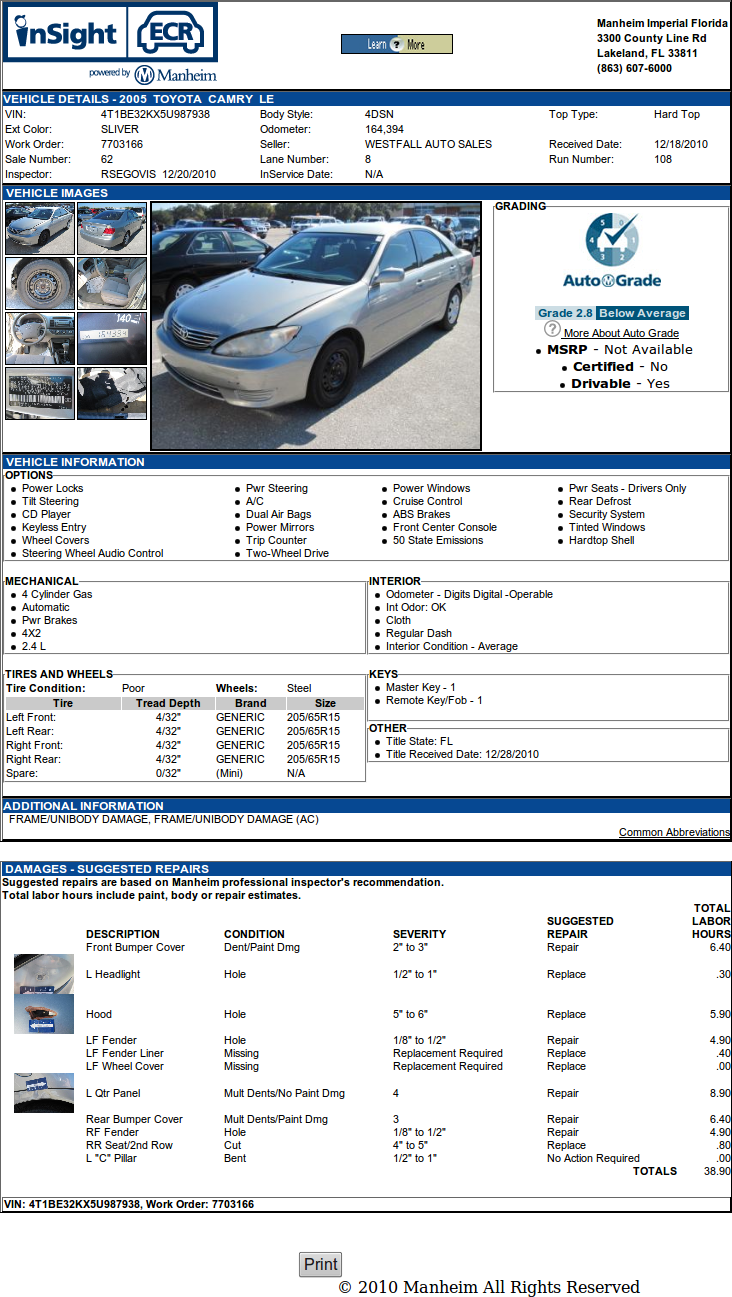 inSight ECR
powered by Manheim
Learn ? More
Manheim Imperial Florida
3300 County Line Rd
Lakeland, FL 33811
(863) 607-6000
VEHICLE DETAILS - 2005 TOYOTA CAMRY LE
VIN: 4T1BE32KX5U987938 Body Style: 4DSN Top Type: Hard Top
Ext Color: SLIVER Odometer: 164,394
Work Order: 7703166 Seller: WESTFALL AUTO SALES Received Date: 12/18/2010
Sale Number: 62 Lane Number: 8 Run Number: 108
Inspector: RSEGOVIS 12/20/2010 InService Date: N/A
VEHICLE IMAGES
GRADING
5
4 1
3 2
AutoGrade
Grade 2.8 Below Average
? More About Auto Grade
• MSRP - Not Available
• Certified - No
• Drivable - Yes
VEHICLE INFORMATION
OPTIONS
• Power Locks • Pwr Steering • Power Windows • Pwr Seats - Drivers Only
• Tilt Steering • A/C • Cruise Control • Rear Defrost
• CD Player • Dual Air Bags • ABS Brakes • Security System
• Keyless Entry • Power Mirrors • Front Center Console • Tinted Windows
• Wheel Covers • Trip Counter • 50 State Emissions • Hardtop Shell
• Steering Wheel Audio Control • Two-Wheel Drive
MECHANICAL
• 4 Cylinder Gas
• Automatic
• Pwr Brakes
• 4X2
• 2.4 L
INTERIOR
• Odometer - Digits Digital -Operable
• Int Odor: OK
• Cloth
• Regular Dash
• Interior Condition - Average
TIRES AND WHEELS
Tire Condition: Poor Wheels: Steel
Tire Tread Depth Brand Size
Left Front: 4/32" GENERIC 205/65R15
Left Rear: 4/32" GENERIC 205/65R15
Right Front: 4/32" GENERIC 205/65R15
Right Rear: 4/32" GENERIC 205/65R15
Spare: 0/32" (Mini) N/A
KEYS
• Master Key - 1
• Remote Key/Fob - 1
OTHER
• Title State: FL
• Title Received Date: 12/28/2010
ADDITIONAL INFORMATION
FRAME/UNIBODY DAMAGE, FRAME/UNIBODY DAMAGE (AC)
Common Abbreviations
DAMAGES - SUGGESTED REPAIRS
Suggested repairs are based on Manheim professional inspector's recommendation.
Total labor hours include paint, body or repair estimates.
TOTAL
SUGGESTED LABOR
DESCRIPTION CONDITION SEVERITY REPAIR HOURS
Front Bumper Cover Dent/Paint Dmg 2" to 3" Repair 6.40
L Headlight Hole 1/2" to 1" Replace .30
Hood Hole 5" to 6" Replace 5.90
LF Fender Hole 1/8" to 1/2" Repair 4.90
LF Fender Liner Missing Replacement Required Replace .40
LF Wheel Cover Missing Replacement Required Replace .00
L Qtr Panel Mult Dents/No Paint Dmg 4 Repair 8.90
Rear Bumper Cover Mult Dents/Paint Dmg 3 Repair 6.40
RF Fender Hole 1/8" to 1/2" Repair 4.90
RR Seat/2nd Row Cut 4" to 5" Replace .80
L "C" Pillar Bent 1/2" to 1" No Action Required .00
TOTALS 38.90
VIN: 4T1BE32KX5U987938, Work Order: 7703166
Print
© 2010 Manheim All Rights Reserved